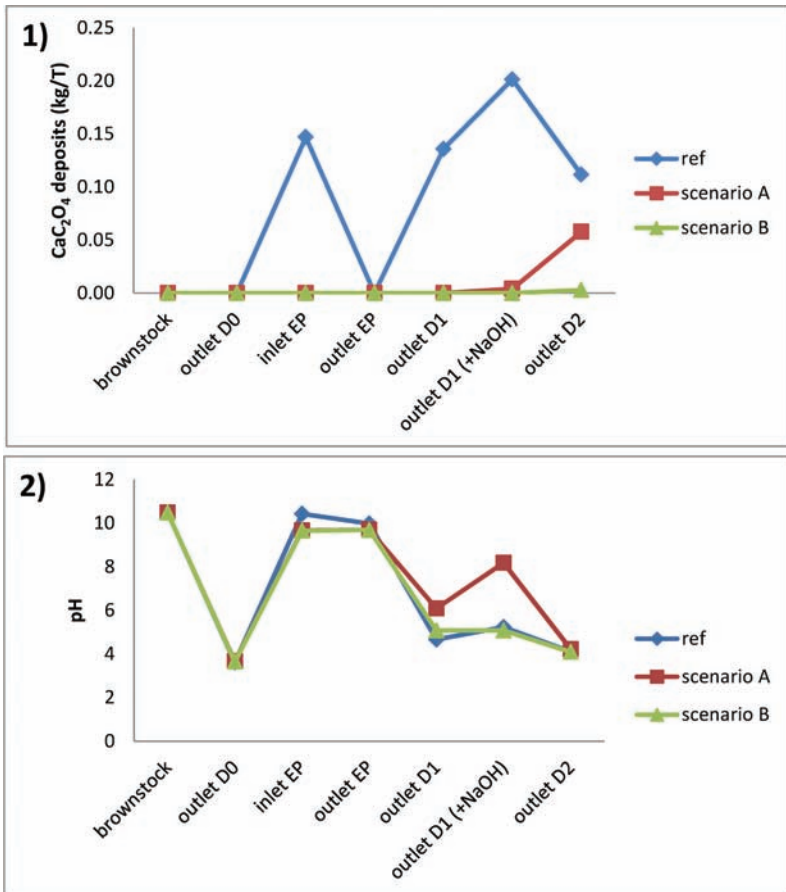 1)
CaC₂O₄ deposits (kg/T)
0.25
0.20
0.15
0.10
0.05
0.00
brownstock
outlet D0
inlet EP
outlet EP
outlet D1
outlet D1 (+NaOH)
outlet D2
ref
scenario A
scenario B
2)
pH
12
10
8
6
4
2
0
brownstock
outlet D0
inlet EP
outlet EP
outlet D1
outlet D1 (+NaOH)
outlet D2
ref
scenario A
scenario B